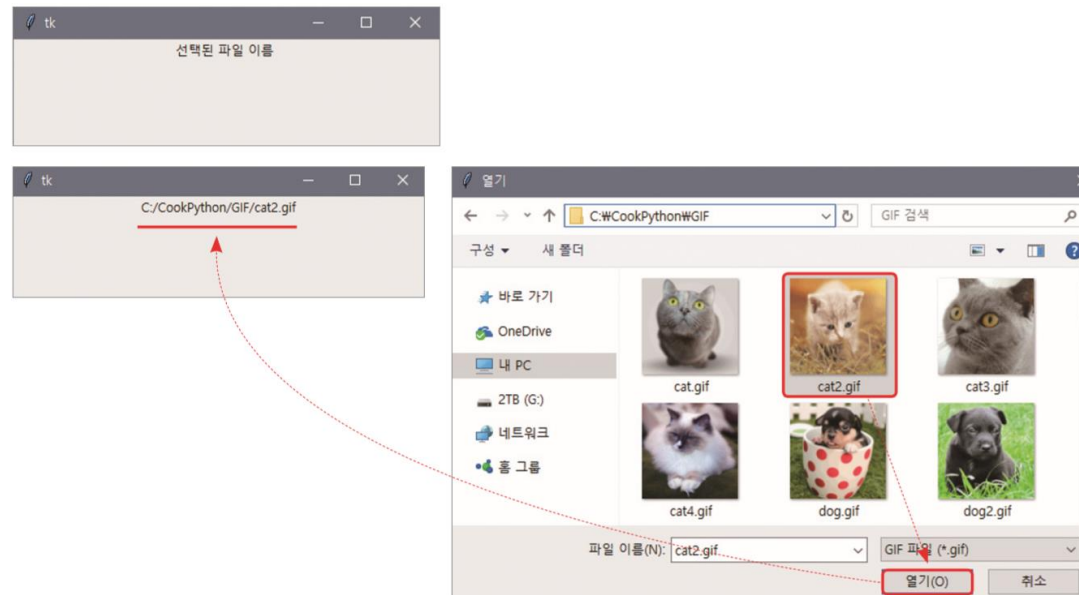 tk
선택된 파일 이름
tk
C:/CookPython/GIF/cat2.gif
열기
C:₩CookPython₩GIF
GIF 검색
구성
새 폴더
바로 가기
OneDrive
내 PC
2TB (G:)
네트워크
홈 그룹
cat.gif
cat2.gif
cat3.gif
cat4.gif
dog.gif
dog2.gif
파일 이름(N):
cat2.gif
GIF 파일 (*.gif)
열기(O)
취소